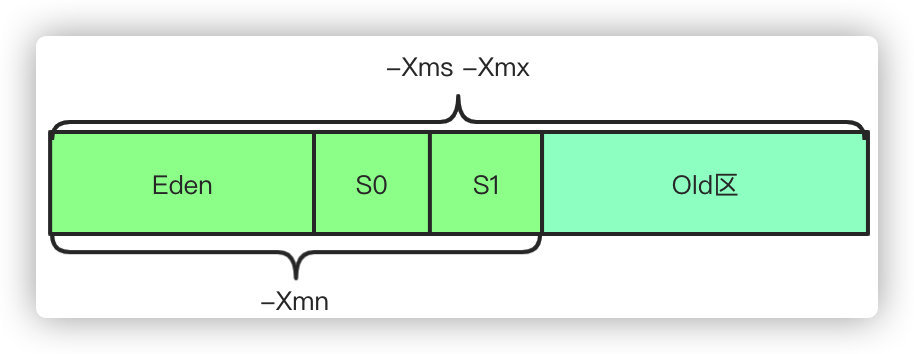 –Xms –Xmx
Eden
S0
S1
Old区
–Xmn